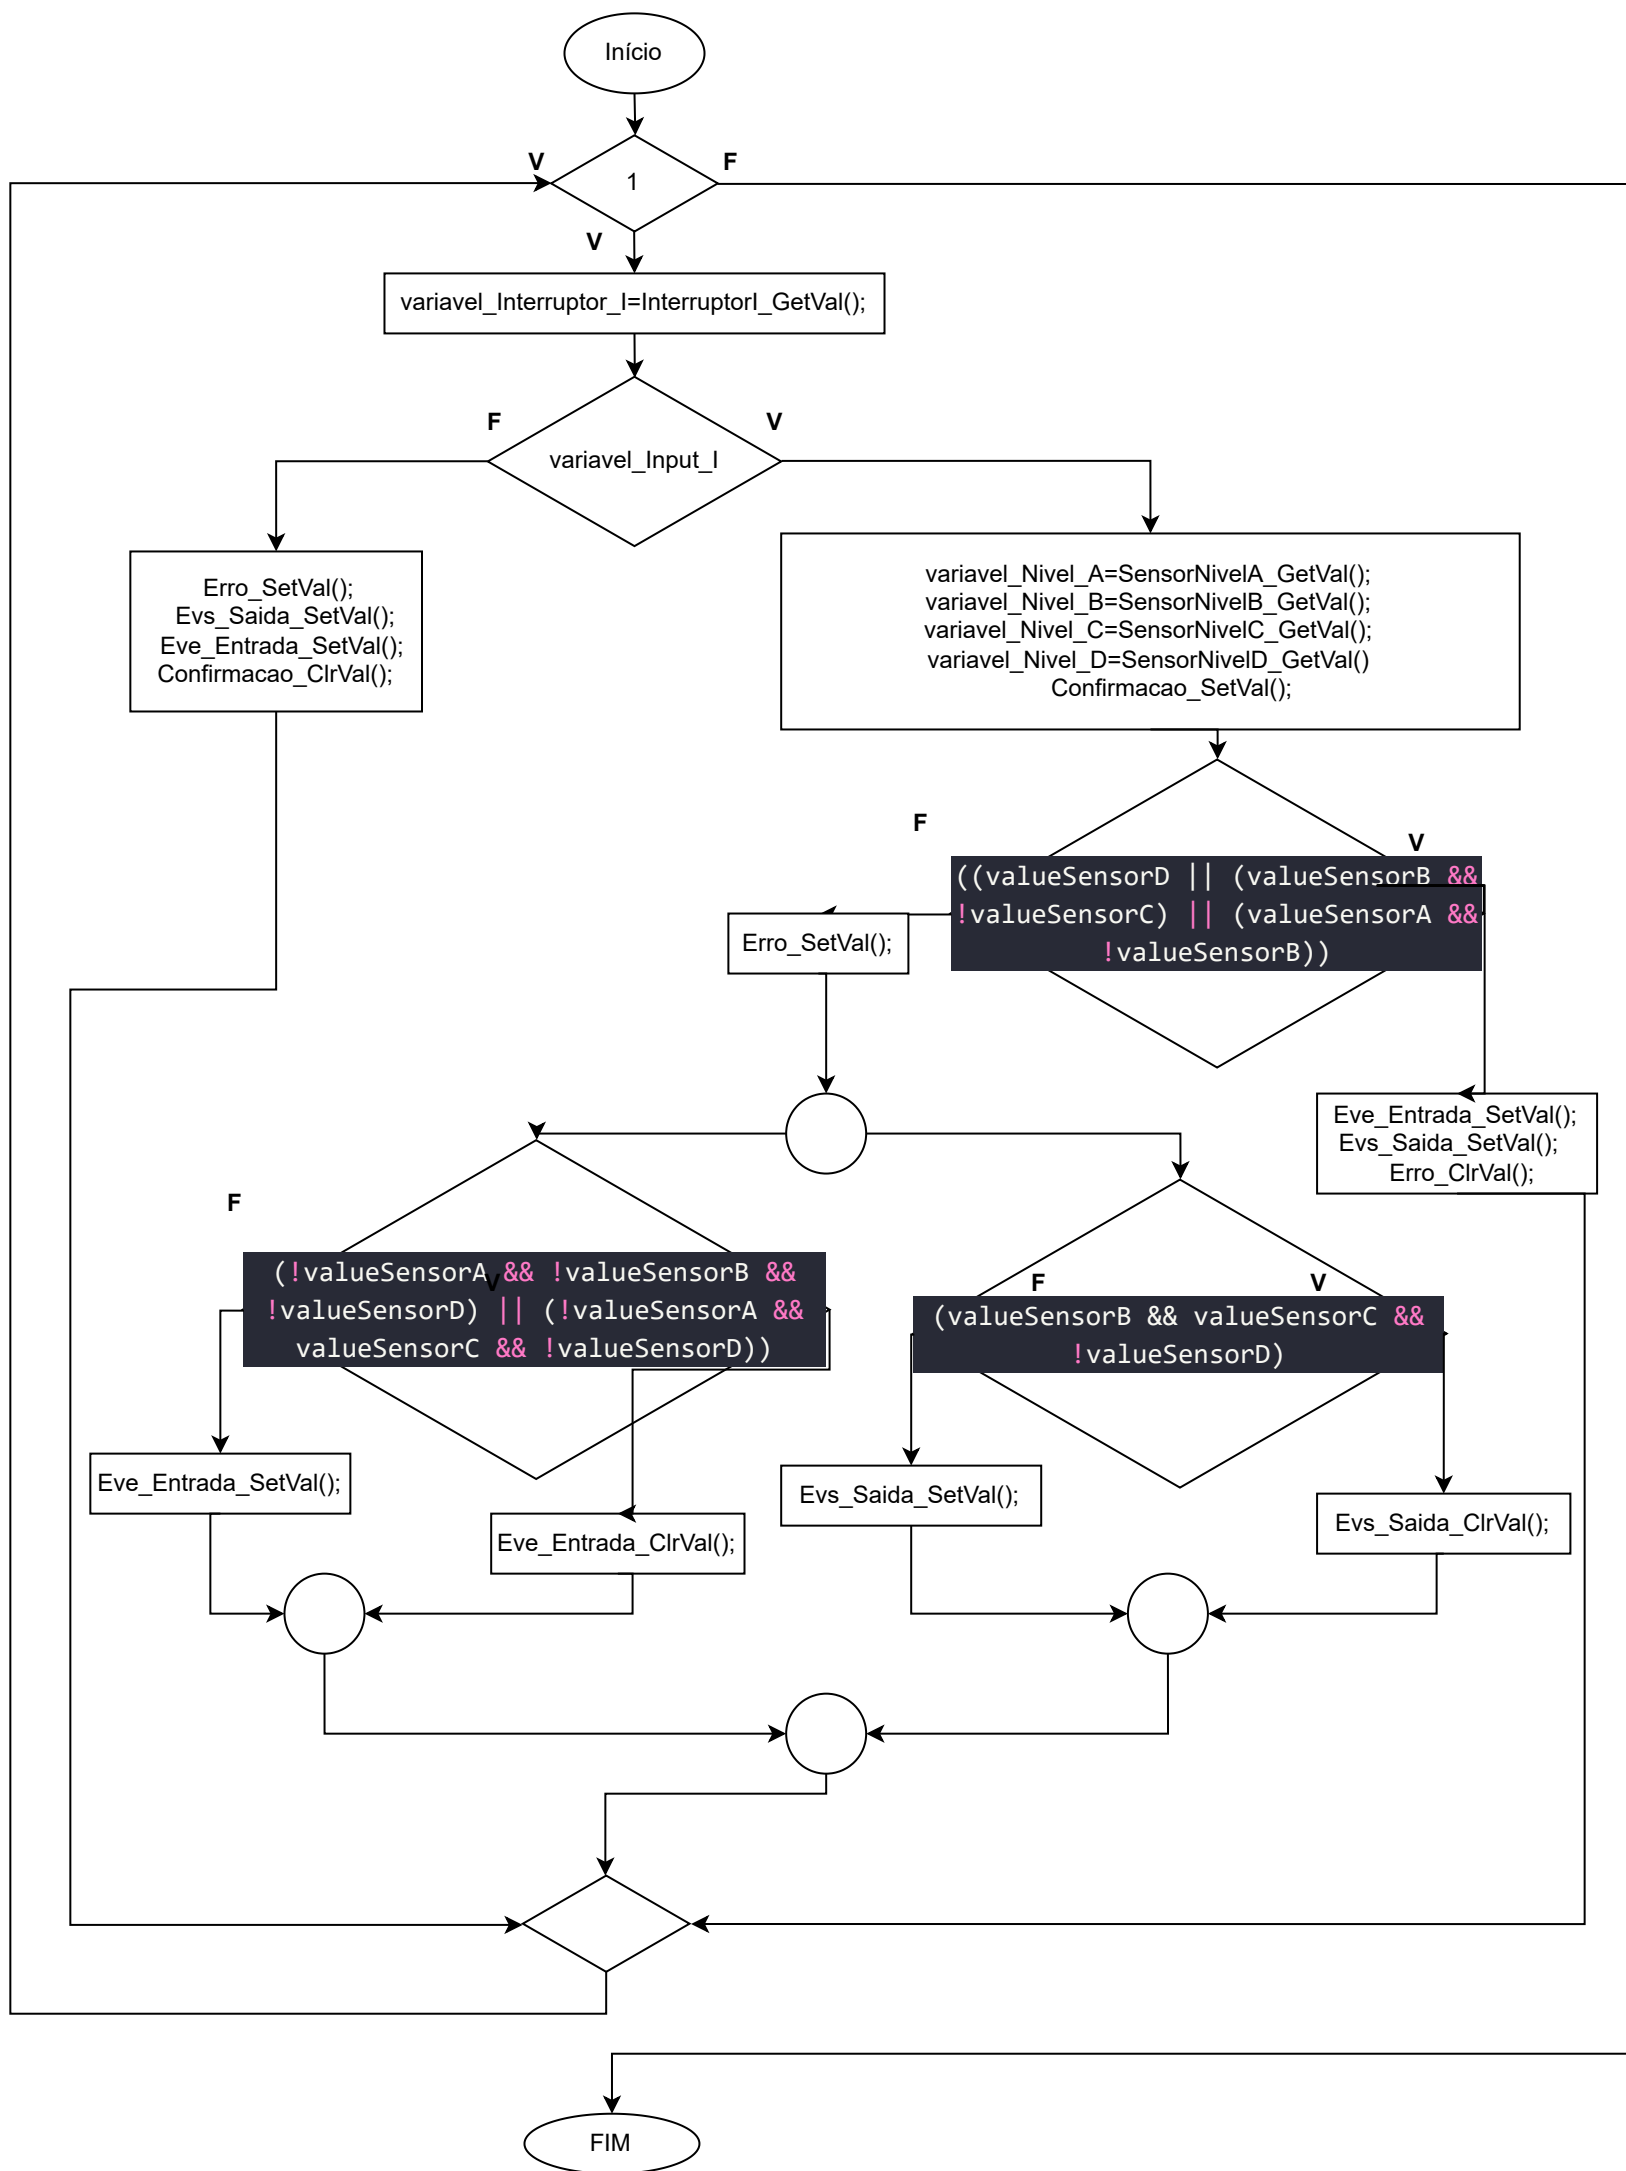 Início
V
F
1
V
variavel_Interruptor_I=InterruptorI_GetVal();
F
V
variavel_Input_I
Erro_SetVal();
Evs_Saida_SetVal();
Eve_Entrada_SetVal();
Confirmacao_ClrVal();
variavel_Nivel_A=SensorNivelA_GetVal();
variavel_Nivel_B=SensorNivelB_GetVal();
variavel_Nivel_C=SensorNivelC_GetVal();
variavel_Nivel_D=SensorNivelD_GetVal()
Confirmacao_SetVal();
F
V
((valueSensorD || (valueSensorB &&
!valueSensorC) || (valueSensorA &&
!valueSensorB))
Erro_SetVal();
Eve_Entrada_SetVal();
Evs_Saida_SetVal();
Erro_ClrVal();
F
V
(!valueSensorA && !valueSensorB &&
!valueSensorD) || (!valueSensorA &&
valueSensorC && !valueSensorD))
F
V
(valueSensorB && valueSensorC &&
!valueSensorD)
Eve_Entrada_SetVal();
Eve_Entrada_ClrVal();
Evs_Saida_SetVal();
Evs_Saida_ClrVal();
FIM